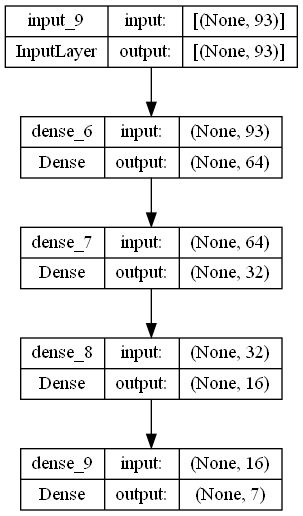 input_9 input: [(None, 93)]
InputLayer output: [(None, 93)]
dense_6 input: (None, 93)
Dense output: (None, 64)
dense_7 input: (None, 64)
Dense output: (None, 32)
dense_8 input: (None, 32)
Dense output: (None, 16)
dense_9 input: (None, 16)
Dense output: (None, 7)